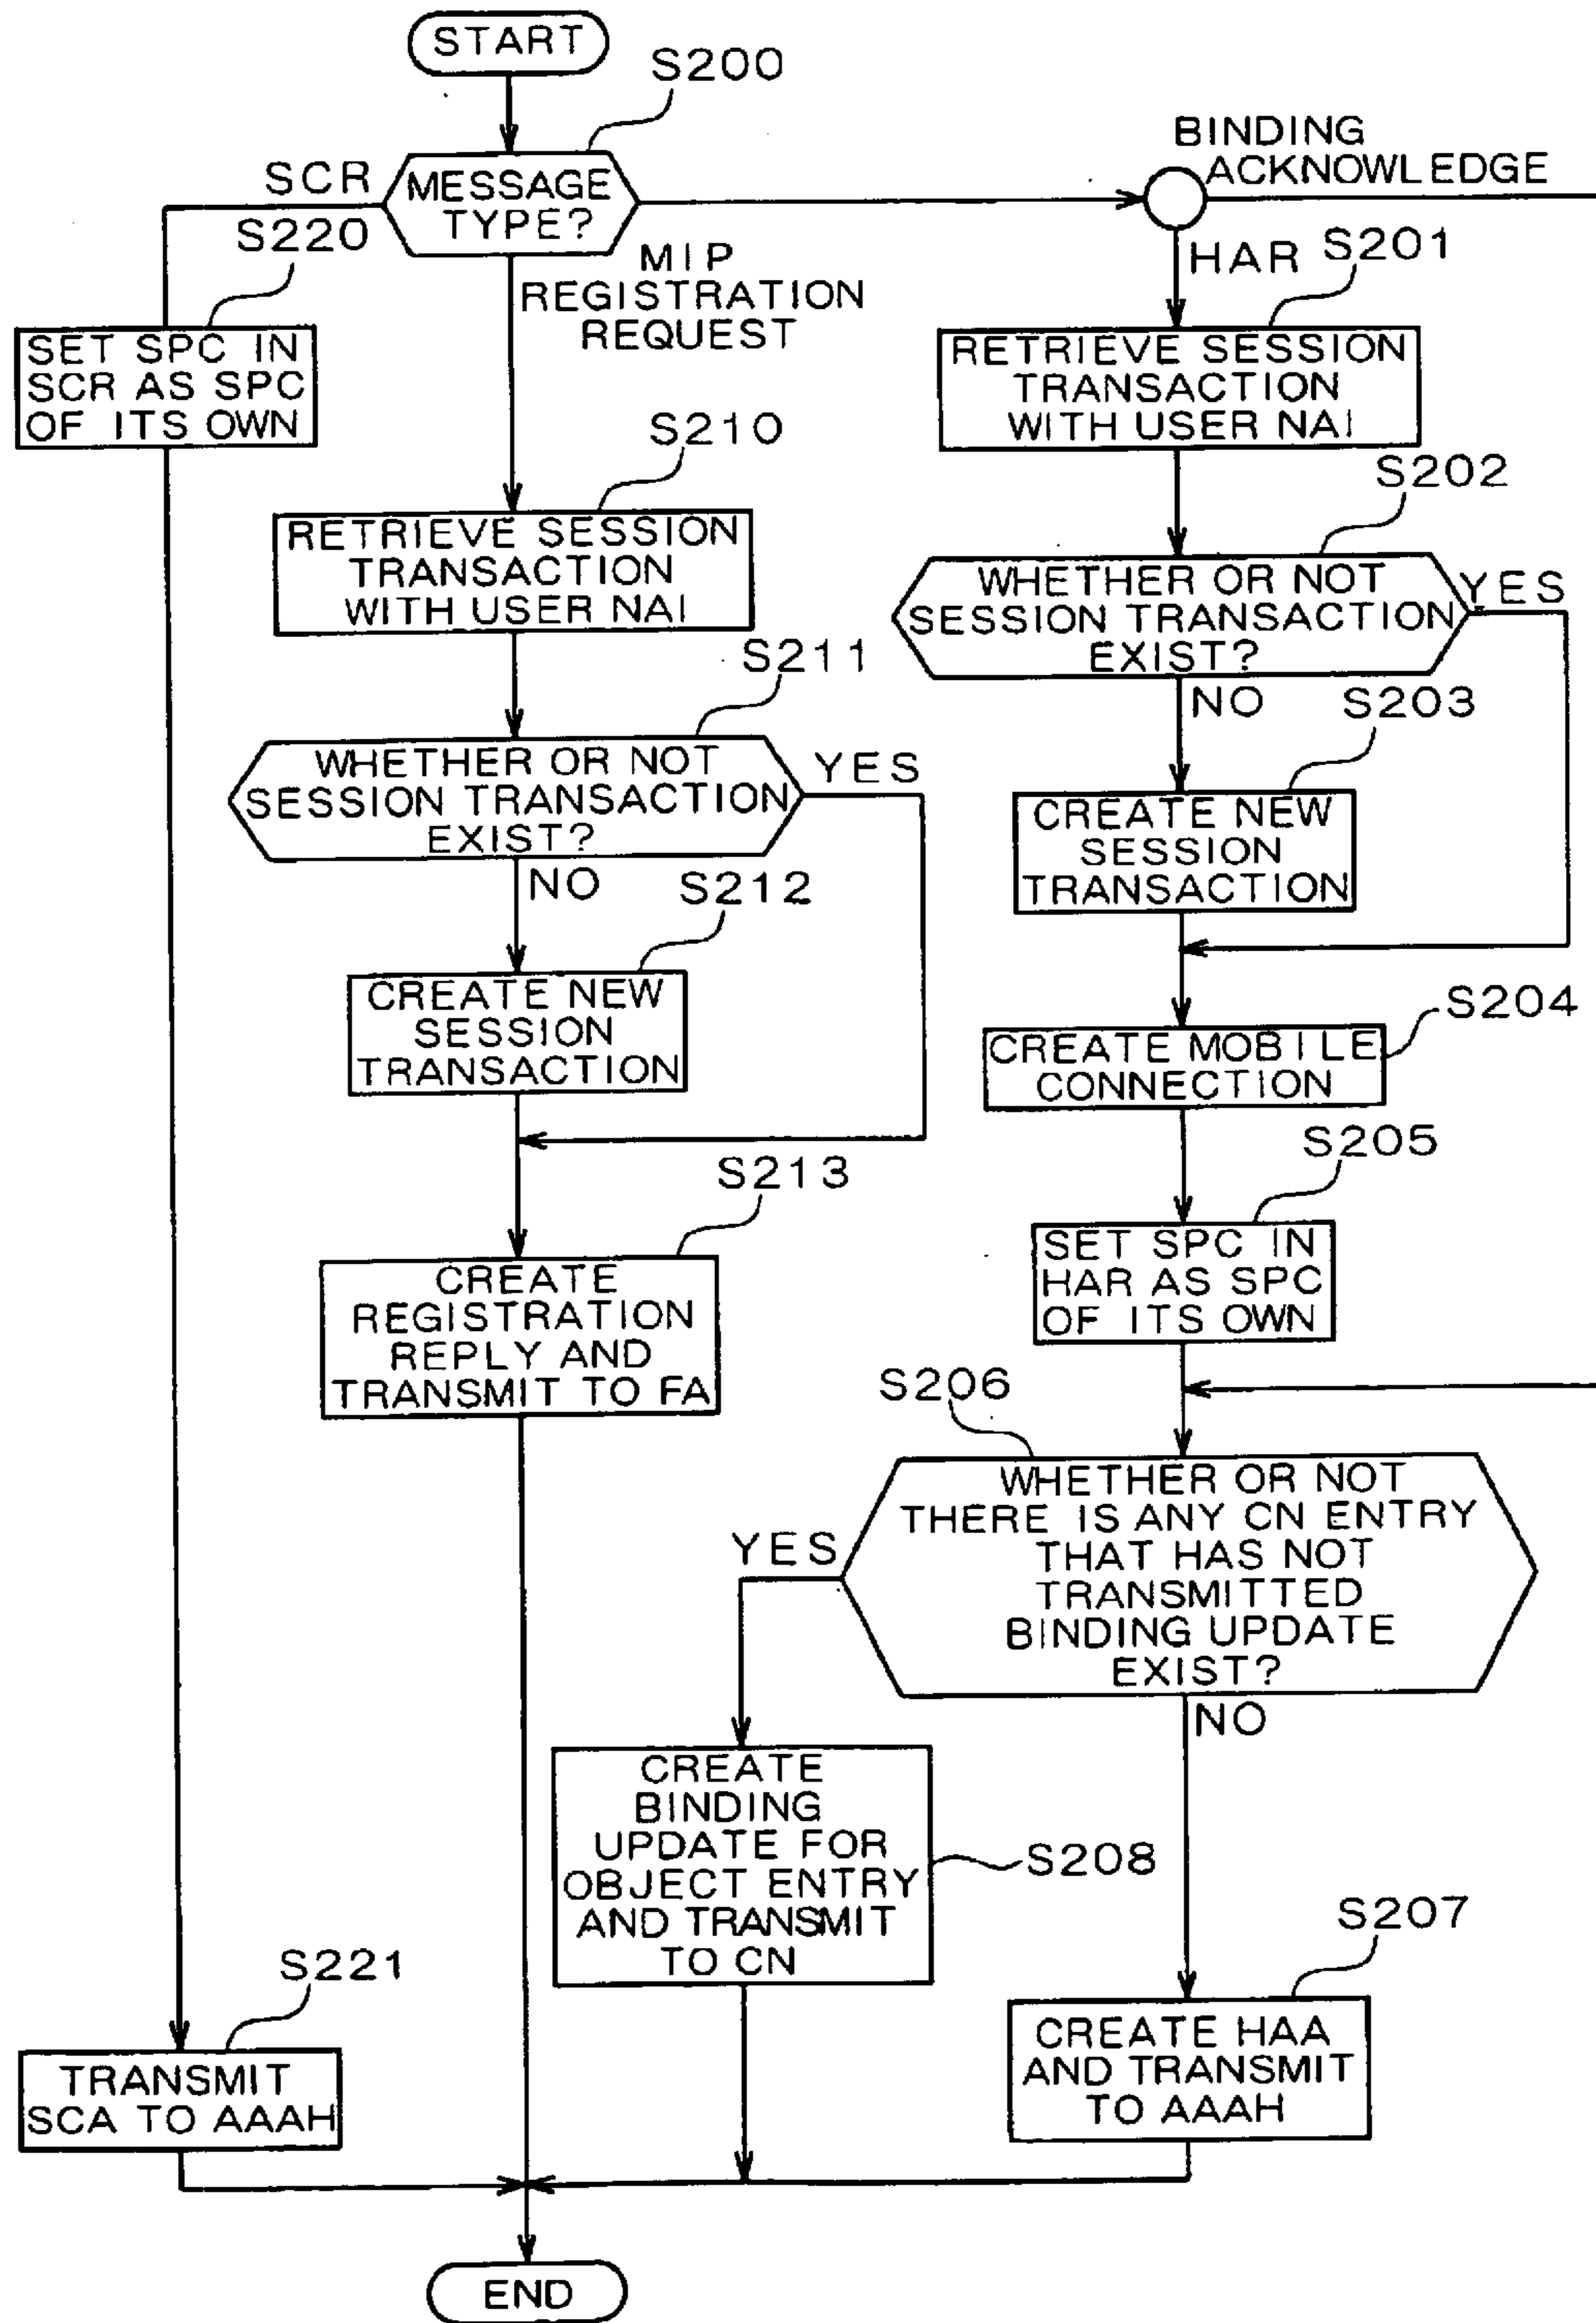 START
S200
MESSAGE
TYPE?
SCR
S220
MIP
REGISTRATION
REQUEST
BINDING
ACKNOWLEDGE
HAR
S201
SET SPC IN
SCR AS SPC
OF ITS OWN
RETRIEVE SESSION
TRANSACTION
WITH USER NAI
S210
RETRIEVE SESSION
TRANSACTION
WITH USER NAI
S202
WHETHER OR NOT
SESSION TRANSACTION
EXIST?
YES
NO
S211
WHETHER OR NOT
SESSION TRANSACTION
EXIST?
YES
NO
S203
CREATE NEW
SESSION
TRANSACTION
S212
CREATE NEW
SESSION
TRANSACTION
S204
CREATE MOBILE
CONNECTION
S213
CREATE
REGISTRATION
REPLY AND
TRANSMIT TO FA
S205
SET SPC IN
HAR AS SPC
OF ITS OWN
S206
WHETHER OR NOT
THERE IS ANY CN ENTRY
THAT HAS NOT
TRANSMITTED
BINDING UPDATE
EXIST?
YES
NO
CREATE
BINDING
UPDATE FOR
OBJECT ENTRY
AND TRANSMIT
TO CN
S208
S207
CREATE HAA
AND TRANSMIT
TO AAAH
S221
TRANSMIT
SCA TO AAAH
END